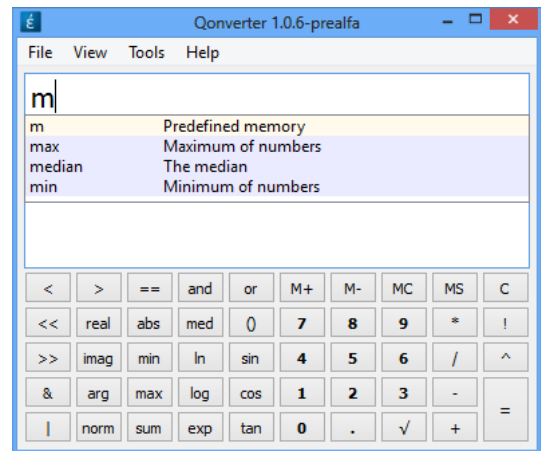 έ Qonverter 1.0.6-prealfa
File View Tools Help
m
m Predefined memory
max Maximum of numbers
median The median
min Minimum of numbers
< > == and or M+ M- MC MS C
<< real abs med () 7 8 9 * !
>> imag min ln sin 4 5 6 / ^
& arg max log cos 1 2 3 - =
| norm sum exp tan 0 . √ +